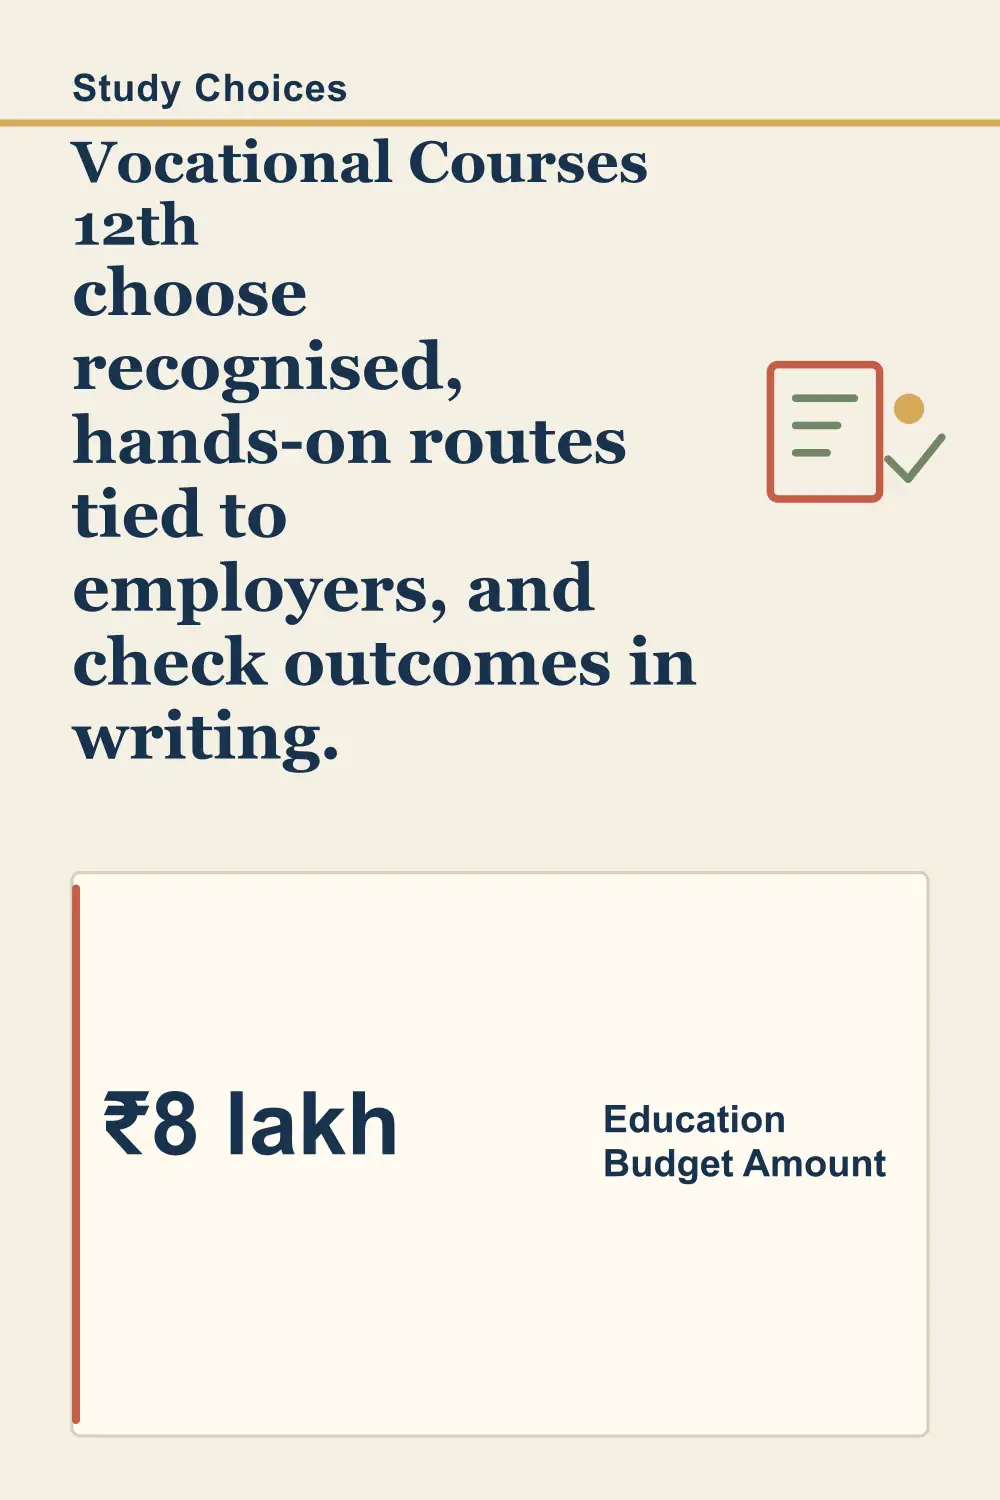 Study Choices
Vocational Courses
12th
choose
recognised,
hands-on routes
tied to
employers, and
check outcomes in
writing.
₹8 lakh
Education
Budget Amount